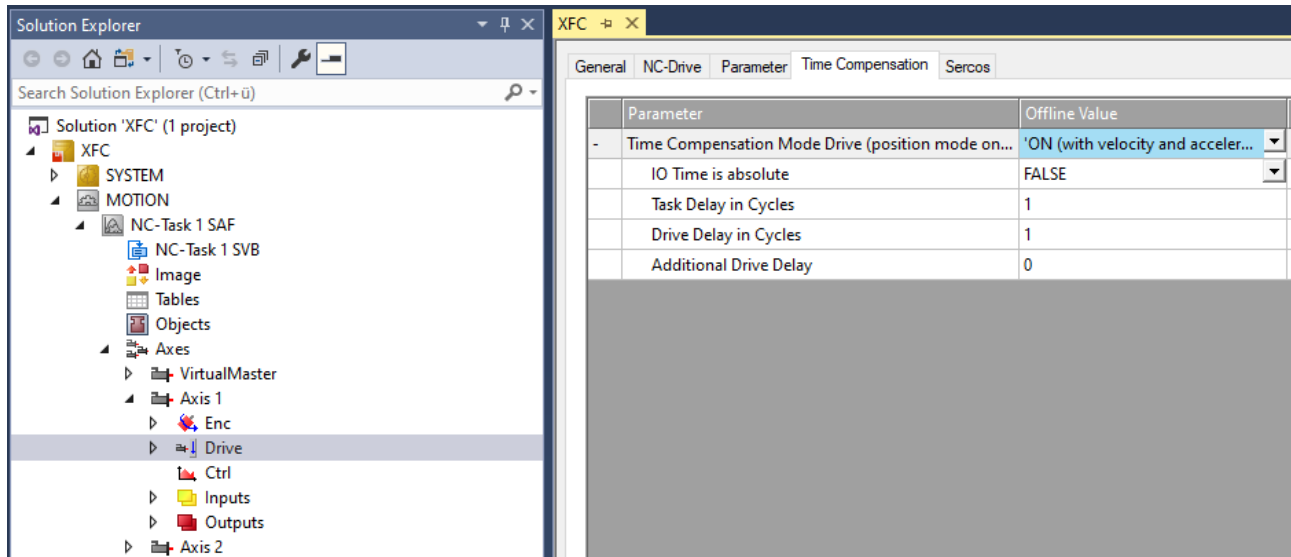 Solution Explorer
Search Solution Explorer (Ctrl+ü)
Solution 'XFC' (1 project)
XFC
SYSTEM
MOTION
NC-Task 1 SAF
NC-Task 1 SVB
Image
Tables
Objects
Axes
VirtualMaster
Axis 1
Enc
Drive
Ctrl
Inputs
Outputs
Axis 2
XFC
General NC-Drive Parameter Time Compensation Sercos
Parameter Offline Value
- Time Compensation Mode Drive (position mode on... 'ON (with velocity and acceler...
IO Time is absolute FALSE
Task Delay in Cycles 1
Drive Delay in Cycles 1
Additional Drive Delay 0